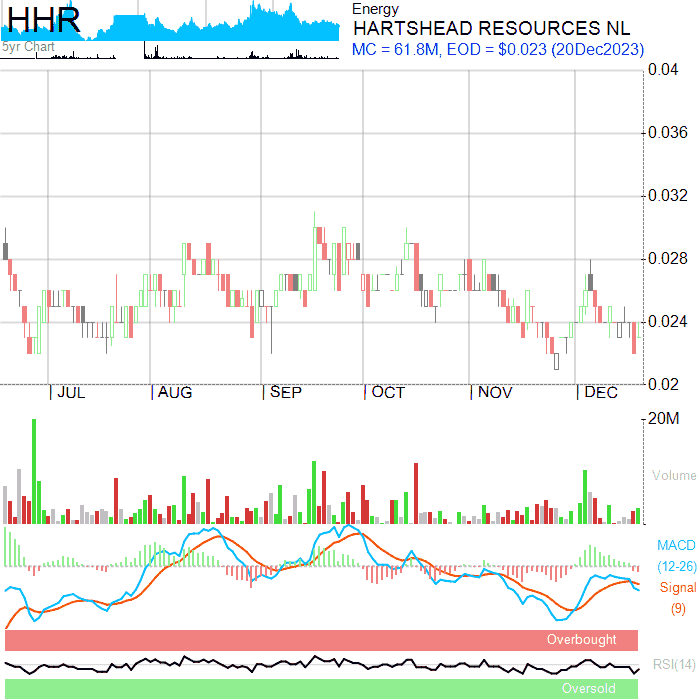 HHR
5yr Chart
Energy
HARTSHEAD RESOURCES NL
MC = 61.8M, EOD = $0.023 (20Dec2023)
0.04
0.036
0.032
0.028
0.024
0.02
JUL AUG SEP OCT NOV DEC
20M
Volume
MACD
(12-26)
Signal
(9)
Overbought
RSI(14)
Oversold